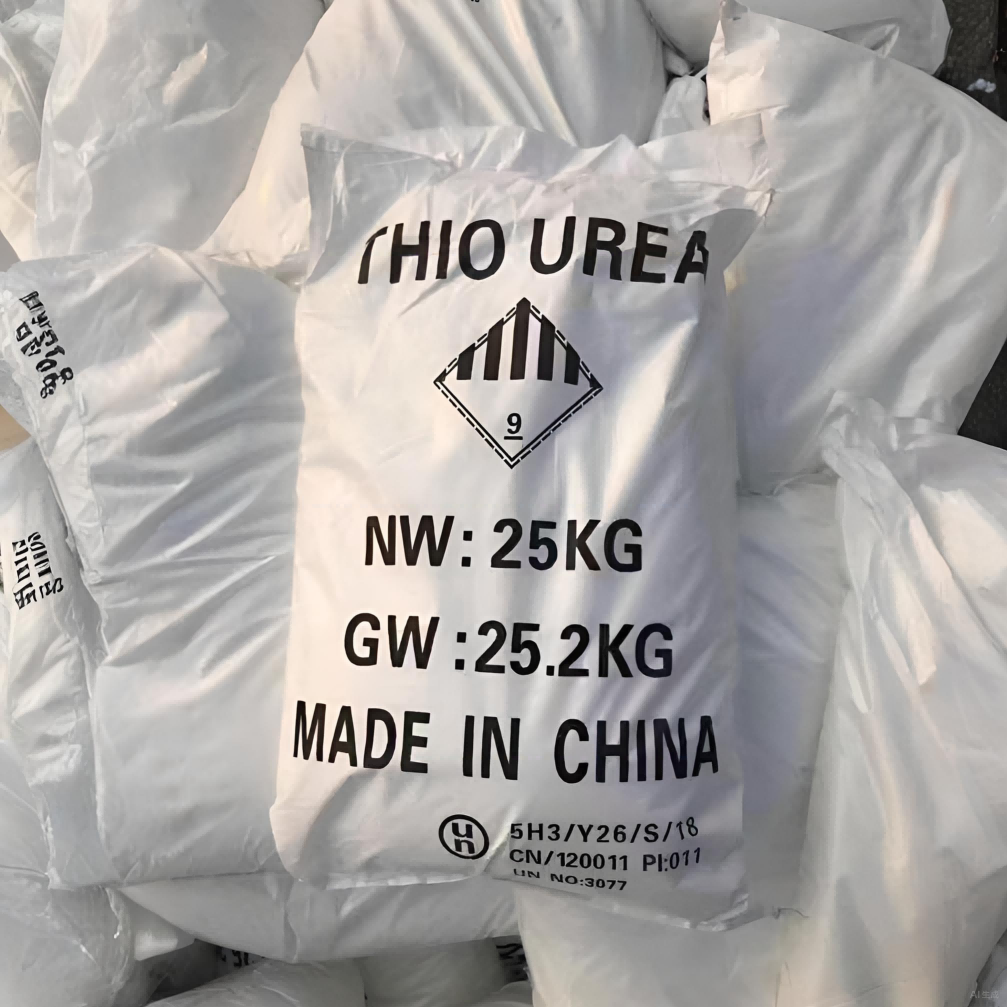 THIO UREA
9
NW: 25KG
GW:25.2KG
MADE IN CHINA
un
5H3/Y26/S/18
CN/120011 PI:011
UN NO:3077